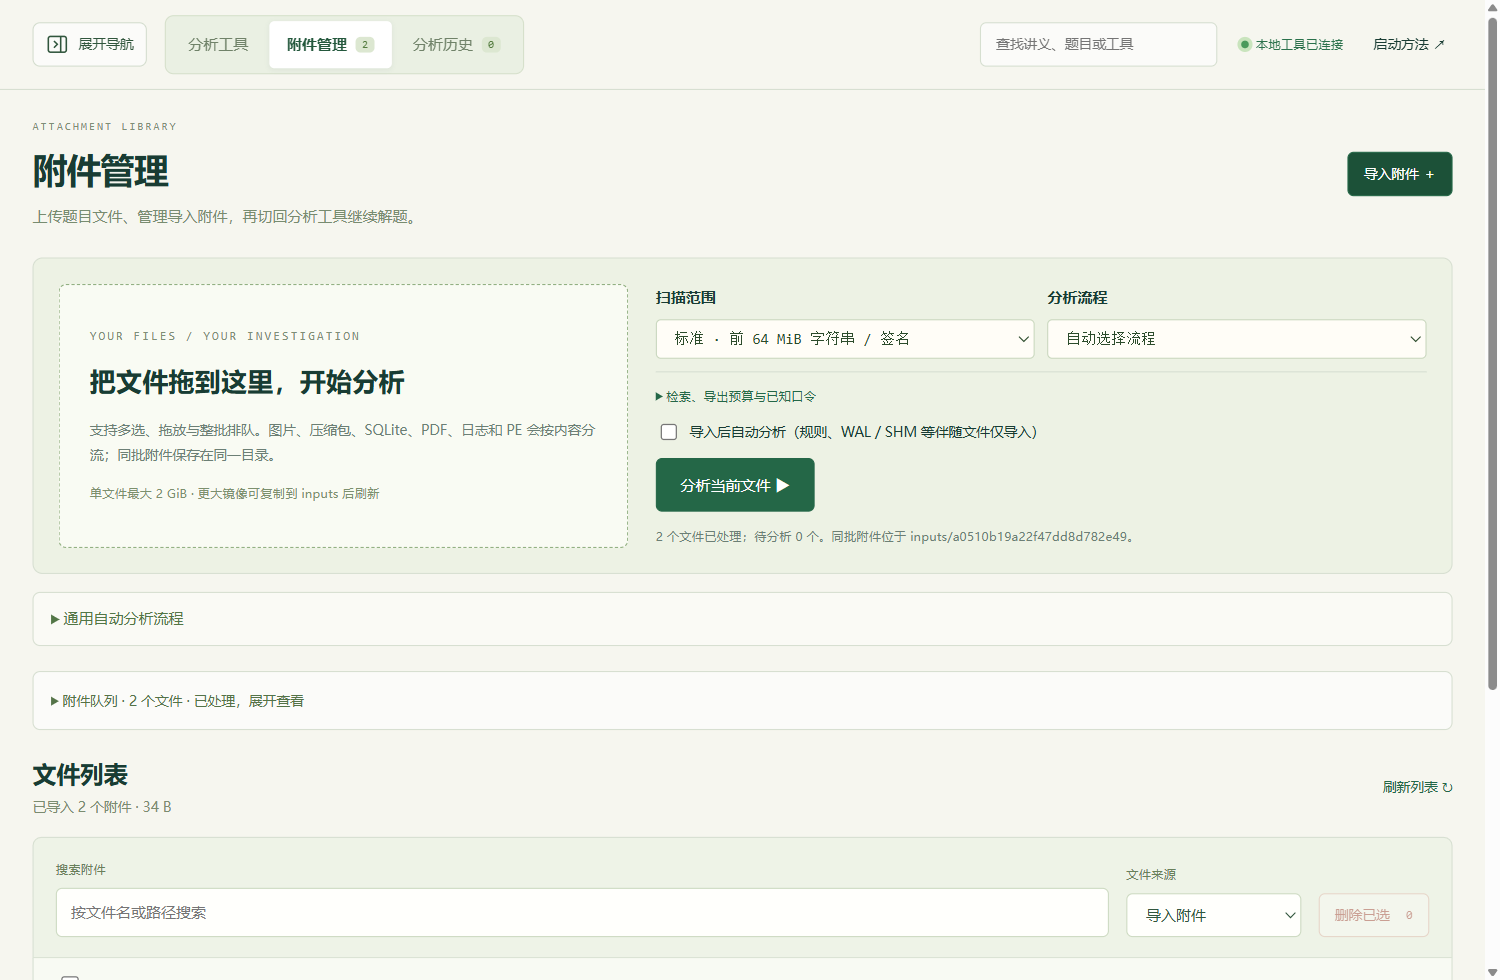 展开导航
分析工具
附件管理 2
分析历史 0
查找讲义、题目或工具
本地工具已连接
启动方法 ↗
ATTACHMENT LIBRARY
附件管理
上传题目文件、管理导入附件，再切回分析工具继续解题。
导入附件 +
YOUR FILES / YOUR INVESTIGATION
把文件拖到这里，开始分析
支持多选、拖放与整批排队。图片、压缩包、SQLite、PDF、日志和 PE 会按内容分
流；同批附件保存在同一目录。
单文件最大 2 GiB · 更大镜像可复制到 inputs 后刷新
扫描范围
标准 · 前 64 MiB 字符串 / 签名
分析流程
自动选择流程
▶ 检索、导出预算与已知口令
导入后自动分析（规则、WAL / SHM 等伴随文件仅导入）
分析当前文件 ▶
2 个文件已处理；待分析 0 个。同批附件位于 inputs/a0510b19a22f47dd8d782e49。
▶ 通用自动分析流程
▶ 附件队列 · 2 个文件 · 已处理，展开查看
文件列表
已导入 2 个附件 · 34 B
刷新列表 ↻
搜索附件
按文件名或路径搜索
文件来源
导入附件
删除已选 0